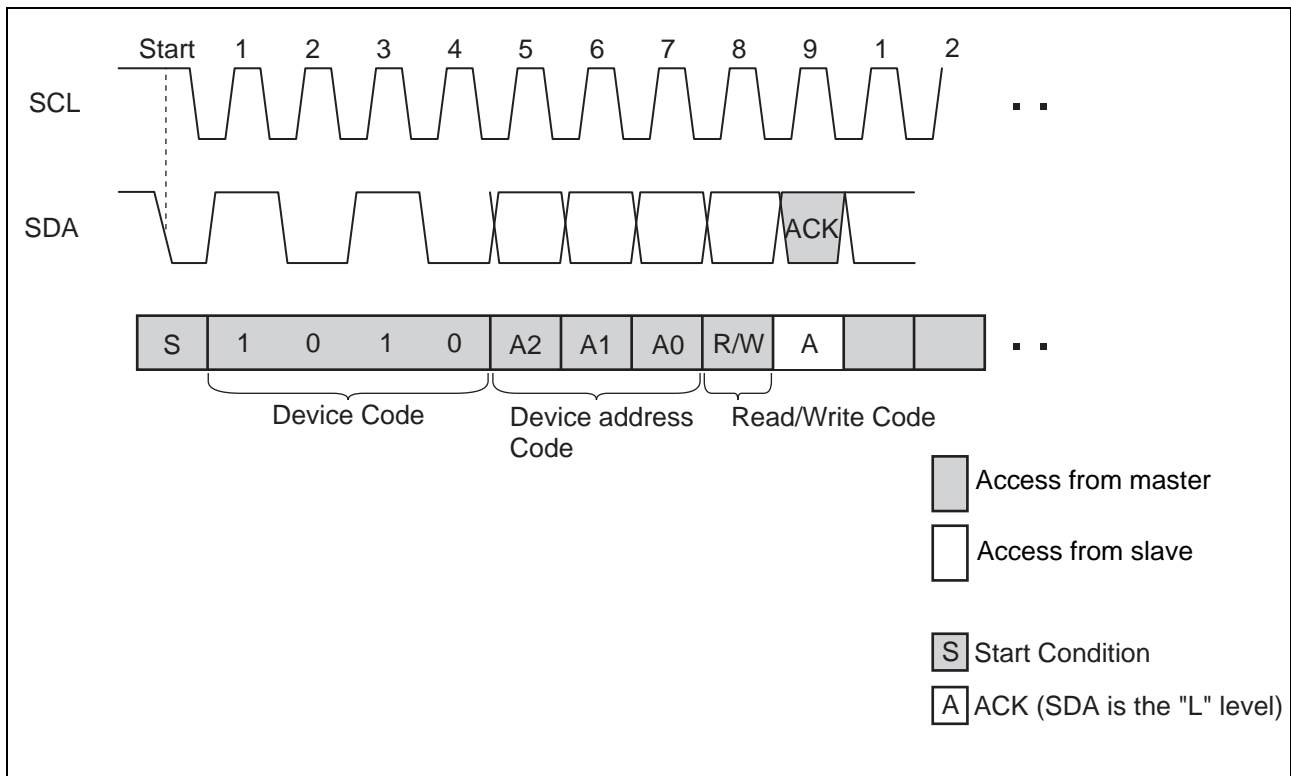 Start 1 2 3 4 5 6 7 8 9 1 2
SCL
SDA
ACK
S 1 0 1 0 A2 A1 A0 R/W A
Device Code
Device address
Code
Read/Write Code
Access from master
Access from slave
S Start Condition
A ACK (SDA is the "L" level)